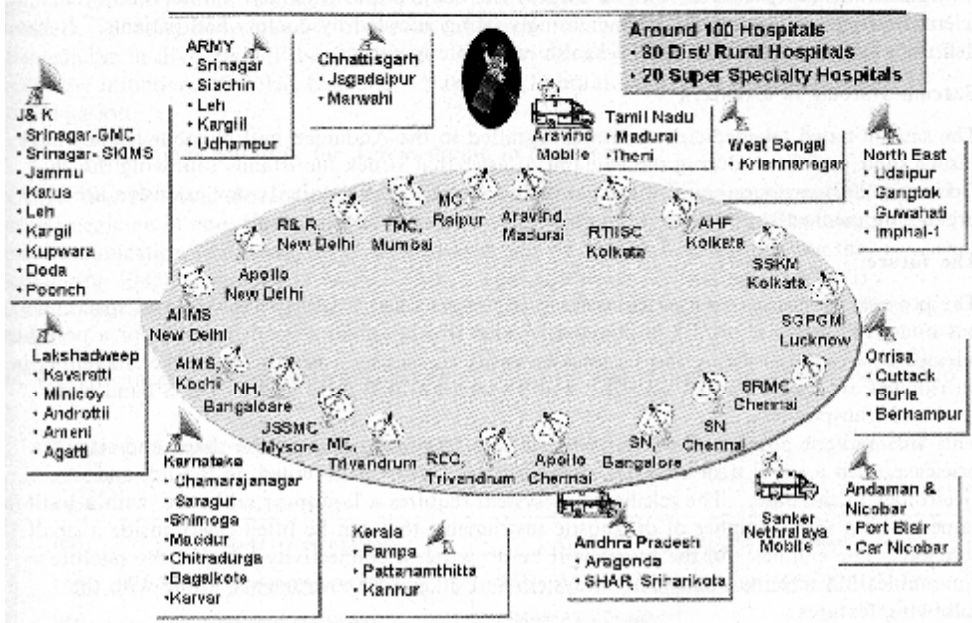 Around 100 Hospitals
• 80 Dist/ Rural Hospitals
• 20 Super Specialty Hospitals
ARMY
• Srinagar
• Siachin
• Leh
• Kargiil
• Udhampur
Chhattisgarh
• Jagadalpur
• Marwahi
Aravind
Mobile
Tamil Nadu
• Madurai
• Theni
West Bengal
• Krishnanagar
North East
• Udaipur
• Gangtok
• Guwahati
• Imphal-1
J& K
• Srinagar-GMC
• Srinagar-SKIMS
• Jammu
• Katua
• Leh
• Kargil
• Kupwara
• Doda
• Poonch
R& R,
New Delhi
TMC,
Mumbai
MC
Raipur
Aravind,
Madurai
RTIISC
Kolkata
AHF
Kolkata
SSKM
Kolkata
Apollo
New Delhi
AIIMS
New Delhi
SGPGMI
Lucknow
AIMS,
Kochi
NH,
Bangaloare
JSSMC
Mysore
MC,
Trivandrum
RCC,
Trivandrum
Apollo
Chennai
SN,
Bangalore
SN
Chennai
SRMC
Chennai
Lakshadweep
• Kavaratti
• Minicoy
• Androttii
• Ameni
• Agatti
Orrisa
• Cuttack
• Burla
• Berhampur
Karnataka
• Chamarajanagar
• Saragur
• Shimoga
• Maddur
• Chitradurga
• Bagalkote
• Karvar
Kerala
• Pampa
• Pattanamthitta
• Kannur
Andhra Pradesh
• Aragonda
• SHAR, Sriharikota
Sanker
Nethralaya
Mobile
Andaman &
Nicobar
• Port Blair
• Car Nicobar